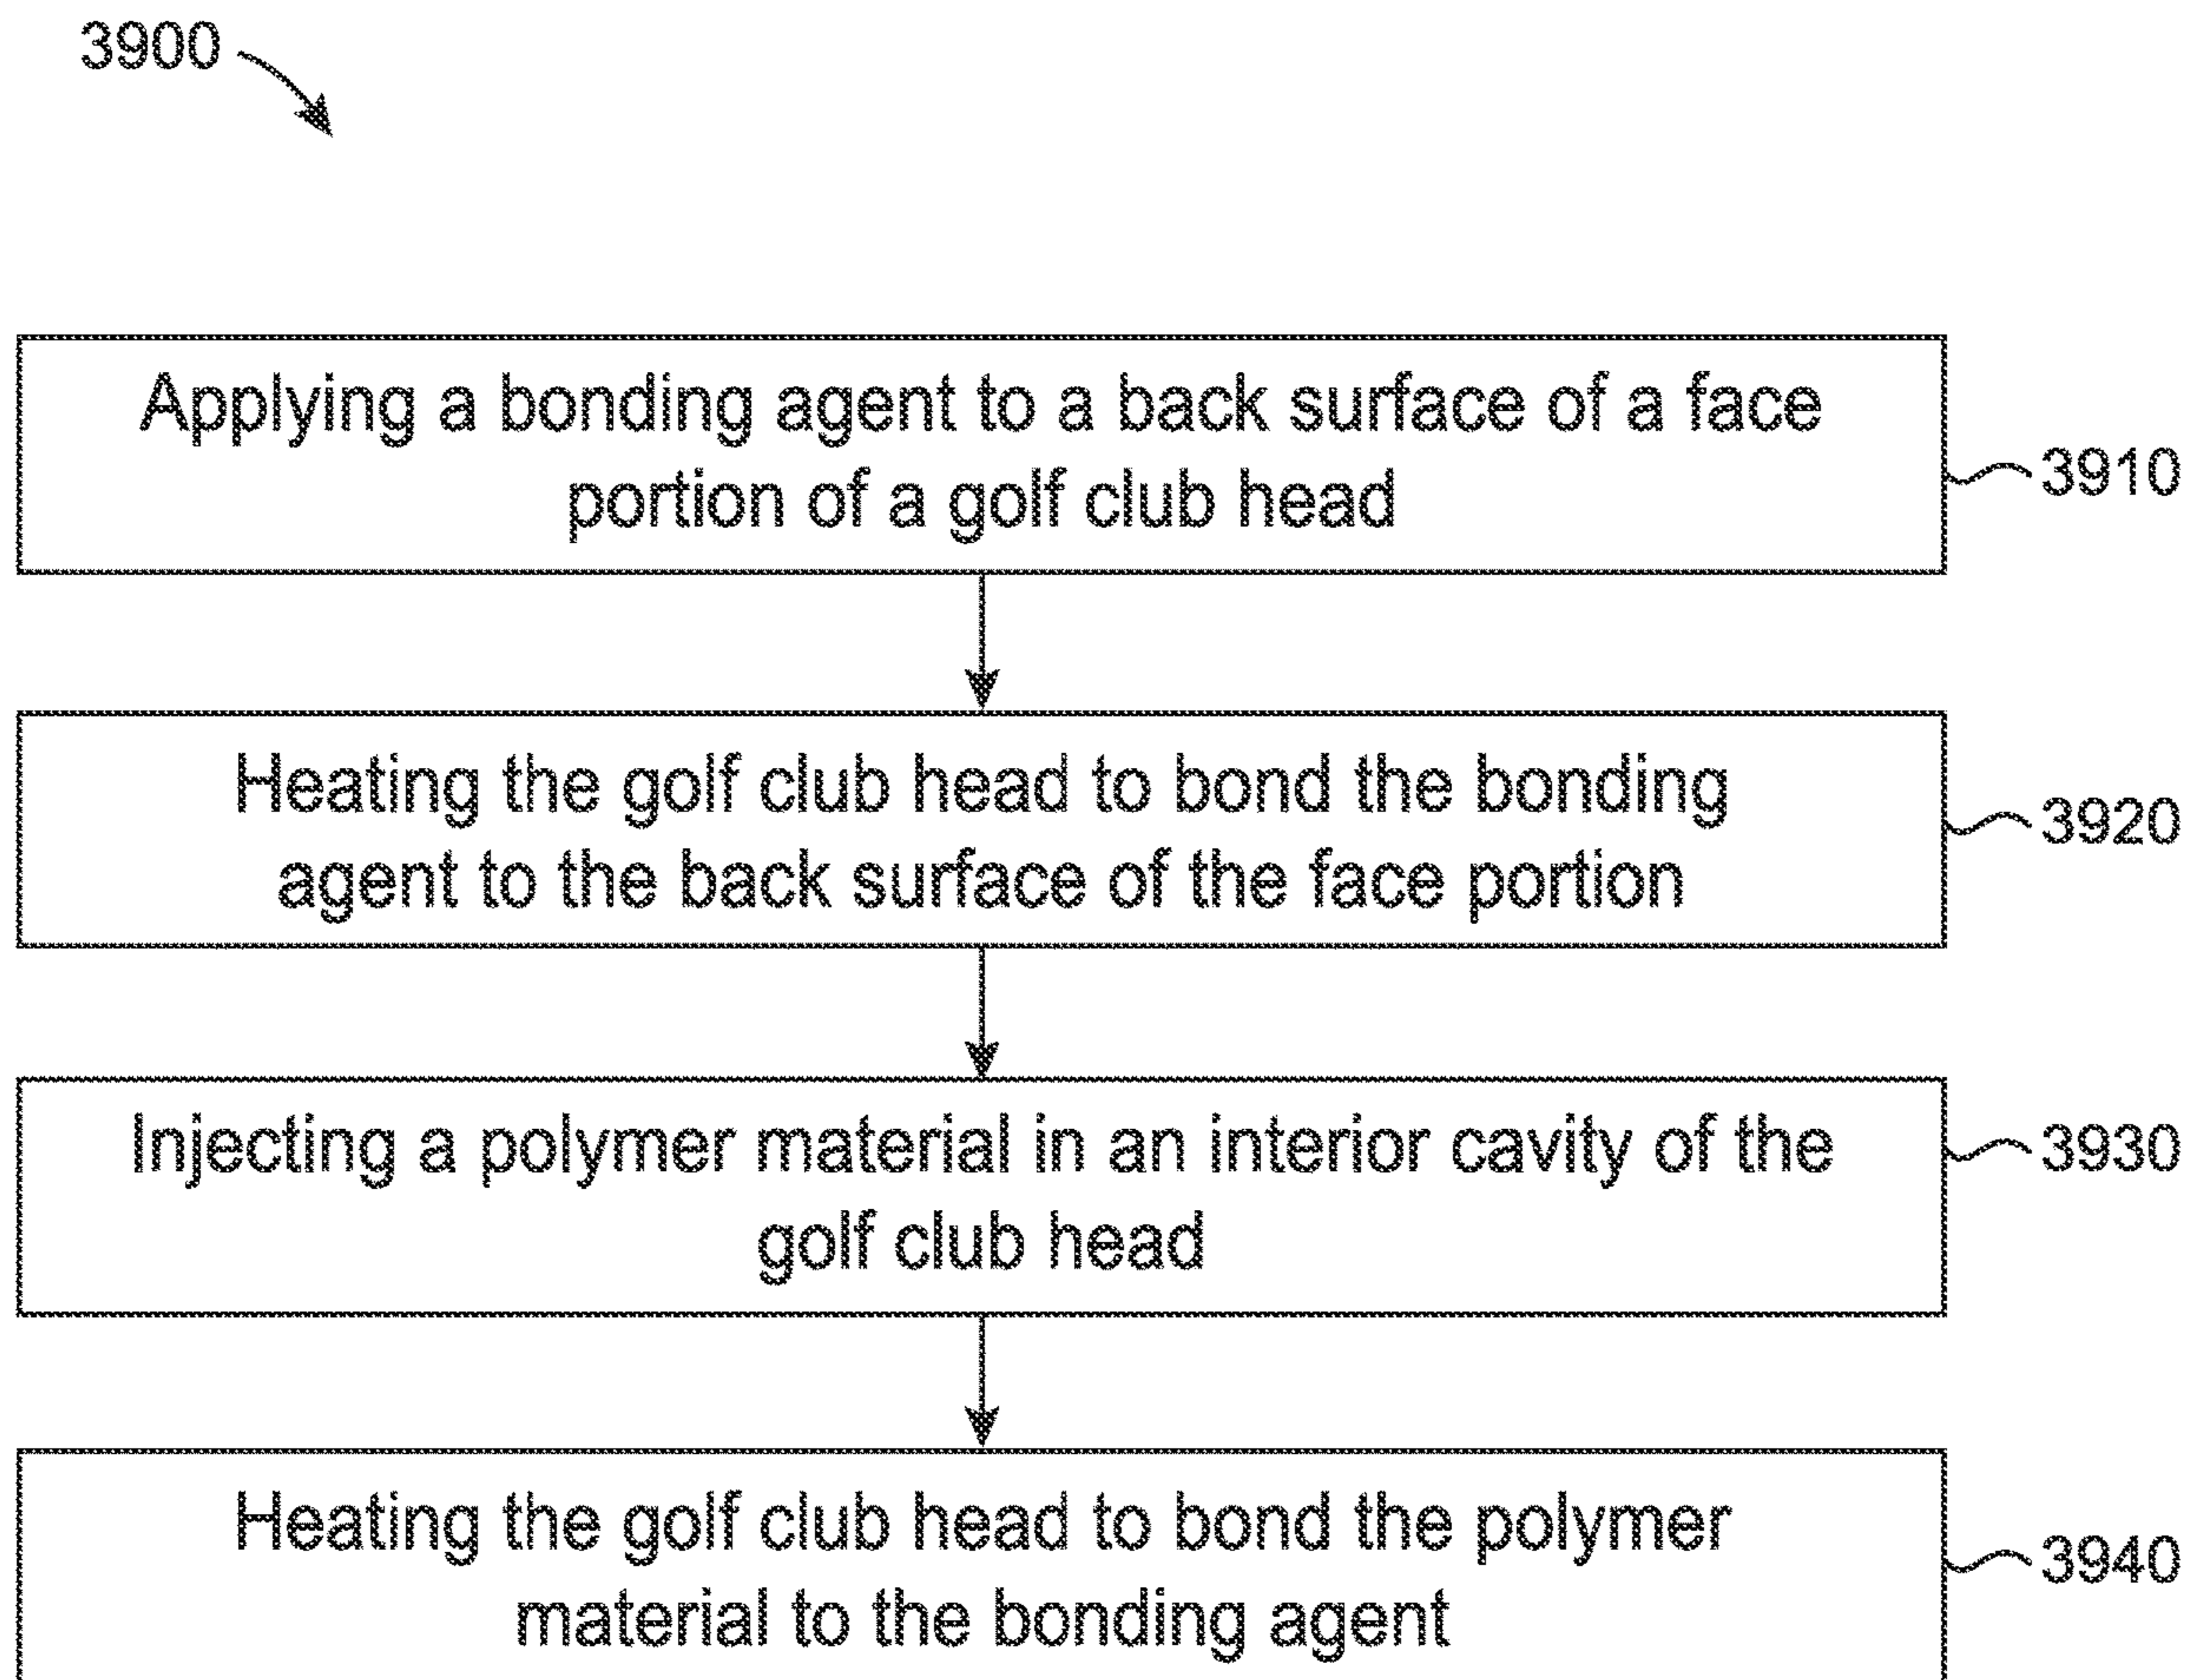 3900
Applying a bonding agent to a back surface of a face
portion of a golf club head
3910
Heating the golf club head to bond the bonding
agent to the back surface of the face portion
3920
Injecting a polymer material in an interior cavity of the
golf club head
3930
Heating the golf club head to bond the polymer
material to the bonding agent
3940